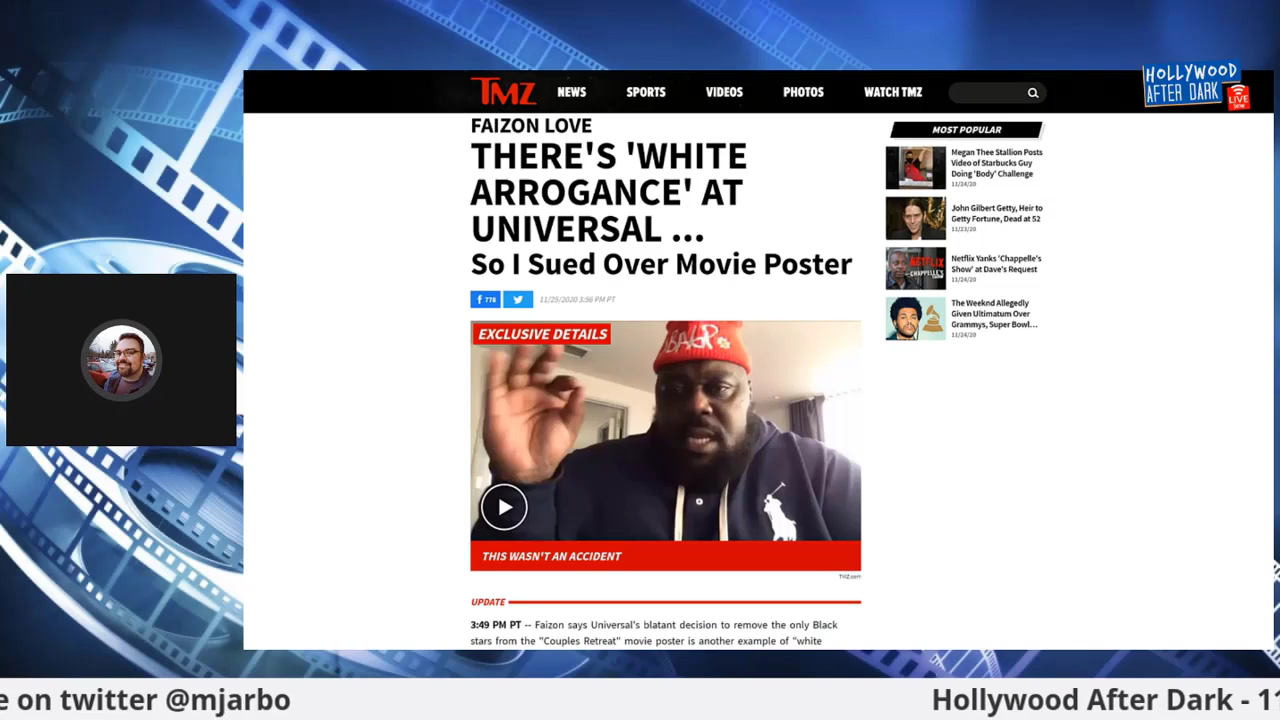 HOLLYWOOD
AFTER DARK
LIVE
TMZ NEWS SPORTS VIDEOS PHOTOS WATCH TMZ
FAIZON LOVE
THERE'S 'WHITE
ARROGANCE' AT
UNIVERSAL ...
So I Sued Over Movie Poster
f 778
11/25/2020 3:56 PM PT
EXCLUSIVE DETAILS
THIS WASN'T AN ACCIDENT
TMZ.com
UPDATE
3:49 PM PT -- Faizon says Universal's blatant decision to remove the only Black
stars from the "Couples Retreat" movie poster is another example of "white
MOST POPULAR
Megan Thee Stallion Posts
Video of Starbucks Guy
Doing 'Body' Challenge
11/24/20
John Gilbert Getty, Heir to
Getty Fortune, Dead at 52
11/23/20
NETFLIX
Netflix Yanks 'Chappelle's
Show' at Dave's Request
11/24/20
The Weeknd Allegedly
Given Ultimatum Over
Grammys, Super Bowl...
11/24/20
e on twitter @mjarbo
Hollywood After Dark - 11